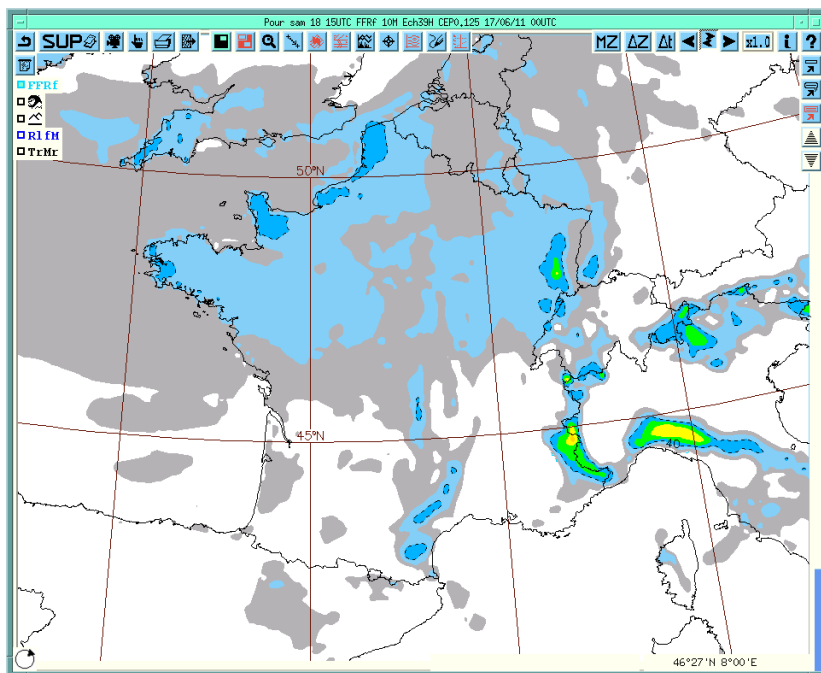 Pour sam 18 15UTC FFRf 10M Ech39H CEP0.125 17/06/11 00UTC
SUP MZ ΔZ Δt x1.0 i ?
FFRf
RlfM
TrMr
50°N
45°N
40
46°27'N 8°00'E